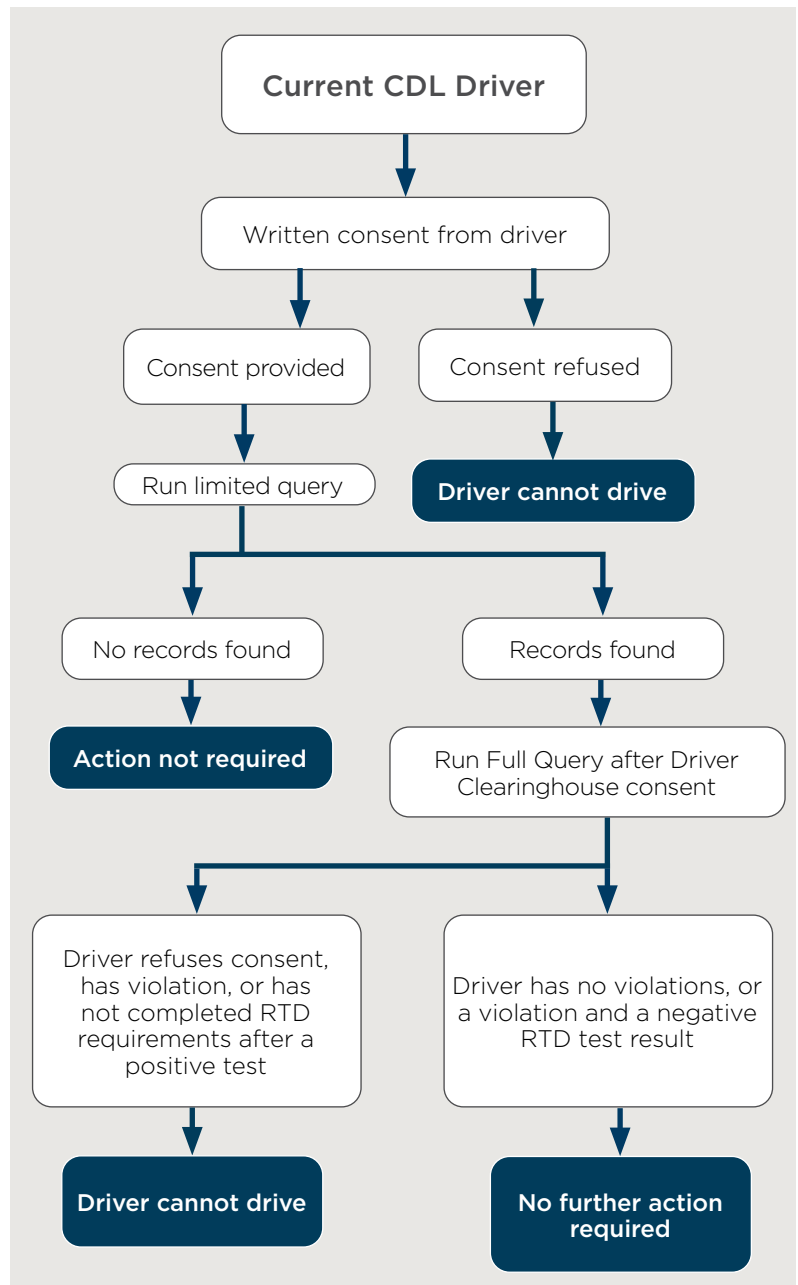 Current CDL Driver
Written consent from driver
Consent provided
Consent refused
Run limited query
Driver cannot drive
No records found
Records found
Action not required
Run Full Query after Driver
Clearinghouse consent
Driver refuses consent,
has violation, or has
not completed RTD
requirements after a
positive test
Driver has no violations, or
a violation and a negative
RTD test result
Driver cannot drive
No further action
required